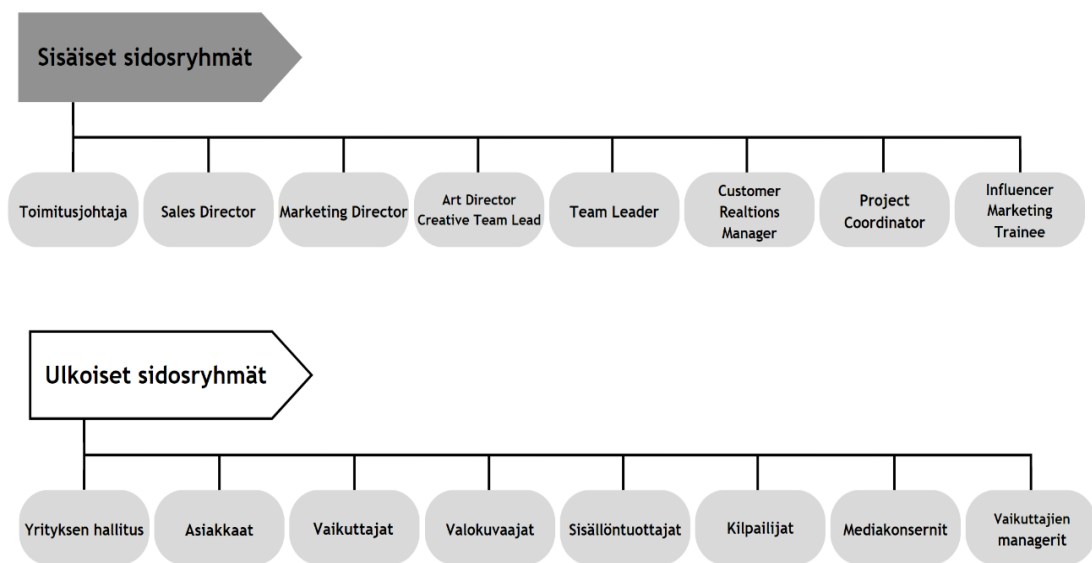 Sisäiset sidosryhmät
Toimitusjohtaja
Sales Director
Marketing Director
Art Director
Creative Team Lead
Team Leader
Customer
Realtions
Manager
Project
Coordinator
Influencer
Marketing
Trainee
Ulkoiset sidosryhmät
Yrityksen hallitus
Asiakkaat
Vaikuttajat
Valokuvaajat
Sisällöntuottajat
Kilpailijat
Mediakonsernit
Vaikuttajien
managerit